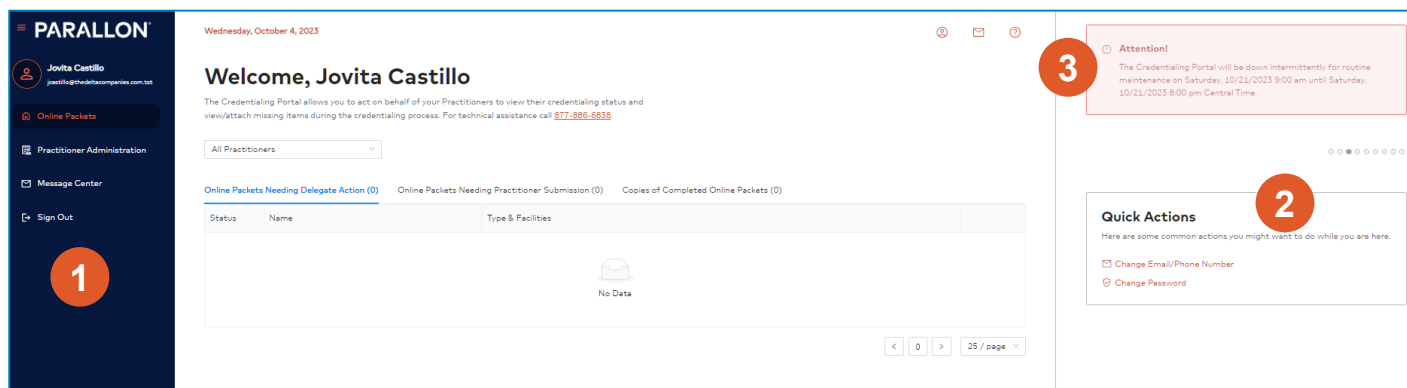 PARALLON
Jovita Castillo
jcastillo@thedeltacompanies.com.tst
Online Packets
Practitioner Administration
Message Center
Sign Out
1
Wednesday, October 4, 2023
Welcome, Jovita Castillo
The Credentialing Portal allows you to act on behalf of your Practitioners to view their credentialing status and
view/attach missing items during the credentialing process. For technical assistance call 877-886-6838.
All Practitioners
Online Packets Needing Delegate Action (0) Online Packets Needing Practitioner Submission (0) Copies of Completed Online Packets (0)
Status Name Type & Facilities
No Data
< 0 > 25 / page
3
Attention!
The Credentialing Portal will be down intermittently for routine
maintenance on Saturday, 10/21/2023 9:00 am until Saturday,
10/21/2023 8:00 pm Central Time.
2
Quick Actions
Here are some common actions you might want to do while you are here.
Change Email/Phone Number
Change Password